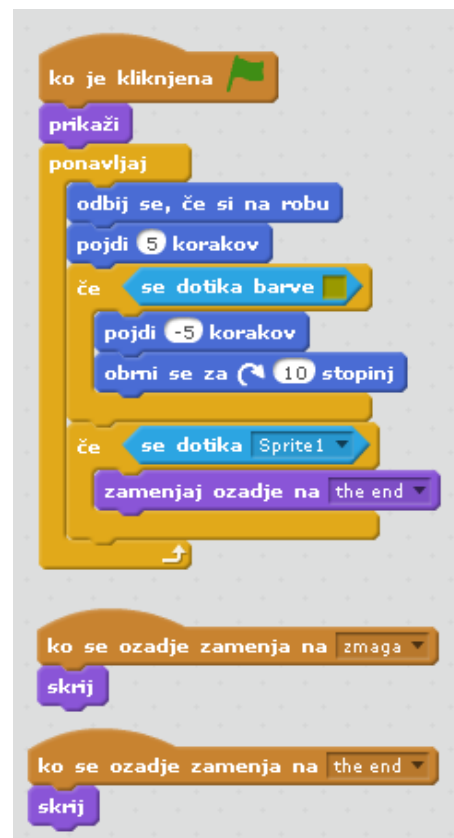 ko je kliknjena
prikaži
ponavljaj
odbij se, če si na robu
pojdi 5 korakov
če se dotika barve
pojdi -5 korakov
obrni se za 10 stopinj
če se dotika Sprite1
zamenjaj ozadje na the end
ko se ozadje zamenja na zmaga
skrij
ko se ozadje zamenja na the end
skrij